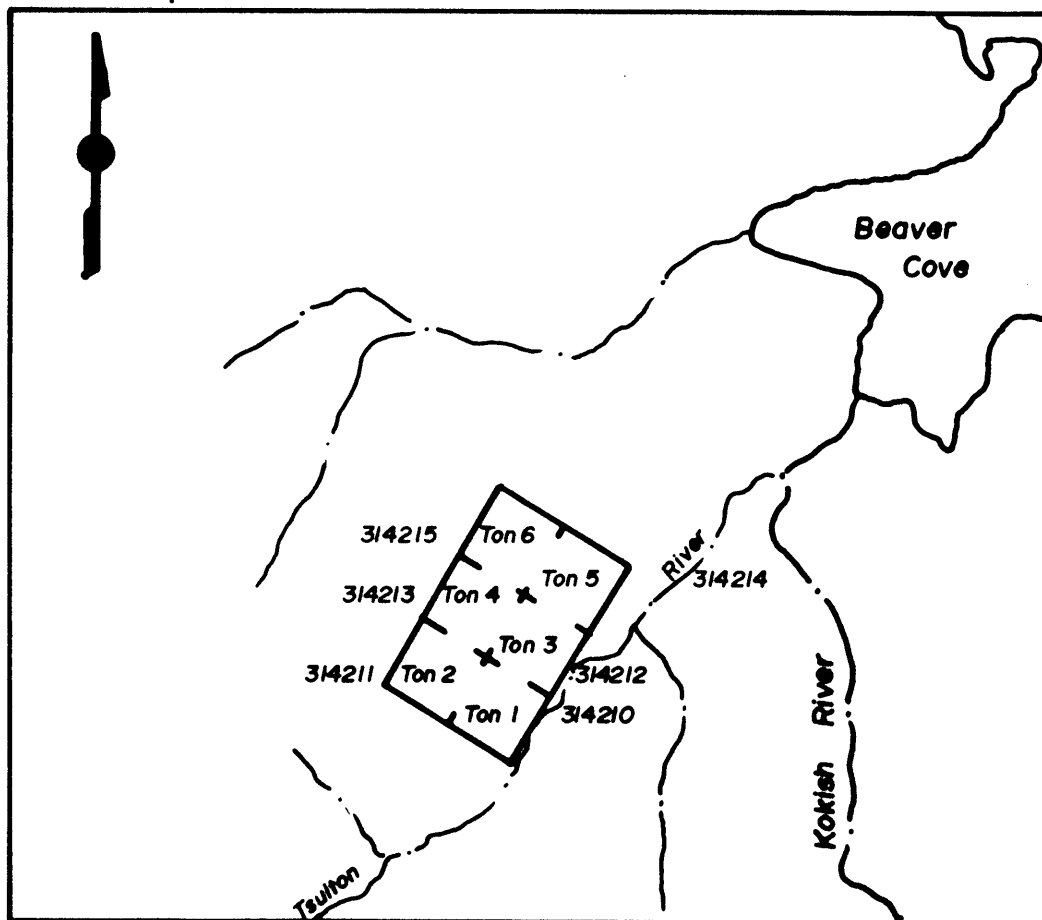 Beaver
Cove
314215
Ton 6
River
314214
314213
Ton 4
Ton 5
Ton 3
314211
Ton 2
314212
Ton 1
314210
Kokish River
Tsulton